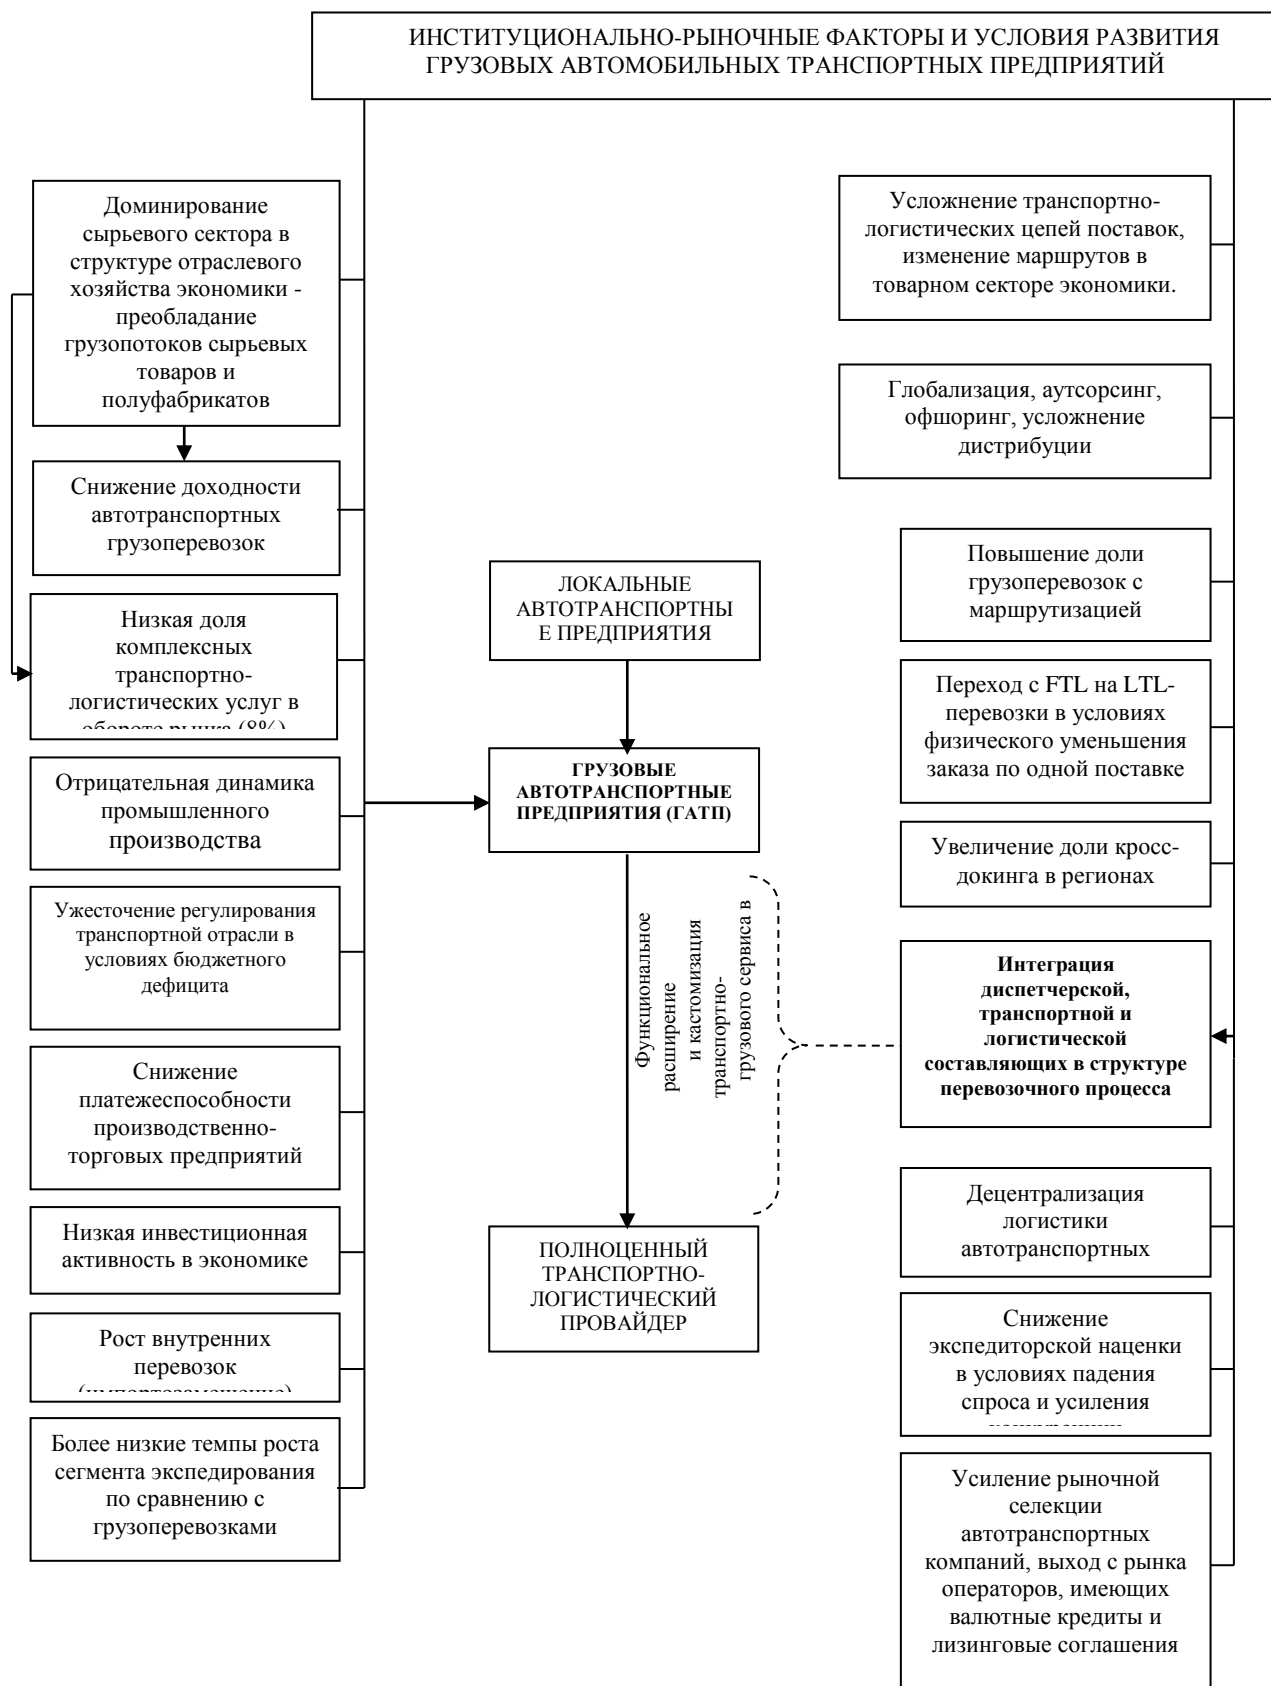 ИНСТИТУЦИОНАЛЬНО-РЫНОЧНЫЕ ФАКТОРЫ И УСЛОВИЯ РАЗВИТИЯ
ГРУЗОВЫХ АВТОМОБИЛЬНЫХ ТРАНСПОРТНЫХ ПРЕДПРИЯТИЙ
Доминирование
сырьевого сектора в
структуре отраслевого
хозяйства экономики -
преобладание
грузопотоков сырьевых
товаров и
полуфабрикатов
Снижение доходности
автотранспортных
грузоперевозок
Низкая доля
комплексных
транспортно-
логистических услуг в
обороте рынка (8%)
Отрицательная динамика
промышленного
производства
Ужесточение регулирования
транспортной отрасли в
условиях бюджетного
дефицита
Снижение
платежеспособности
производственно-
торговых предприятий
Низкая инвестиционная
активность в экономике
Рост внутренних
перевозок
(импортозамещение)
Более низкие темпы роста
сегмента экспедирования
по сравнению с
грузоперевозками
ЛОКАЛЬНЫЕ
АВТОТРАНСПОРТНЫ
Е ПРЕДПРИЯТИЯ
ГРУЗОВЫЕ
АВТОТРАНСПОРТНЫЕ
ПРЕДПРИЯТИЯ (ГАТП)
Функциональное
расширение
и кастомизация
транспортно-
грузового сервиса в
ПОЛНОЦЕННЫЙ
ТРАНСПОРТНО-
ЛОГИСТИЧЕСКИЙ
ПРОВАЙДЕР
Усложнение транспортно-
логистических цепей поставок,
изменение маршрутов в
товарном секторе экономики.
Глобализация, аутсорсинг,
офшоринг, усложнение
дистрибуции
Повышение доли
грузоперевозок с
маршрутизацией
Переход с FTL на LTL-
перевозки в условиях
физического уменьшения
заказа по одной поставке
Увеличение доли кросс-
докинга в регионах
Интеграция
диспетчерской,
транспортной и
логистической
составляющих в структуре
перевозочного процесса
Децентрализация
логистики
автотранспортных
Снижение
экспедиторской наценки
в условиях падения
спроса и усиления
конкуренции
Усиление рыночной
селекции
автотранспортных
компаний, выход с рынка
операторов, имеющих
валютные кредиты и
лизинговые соглашения